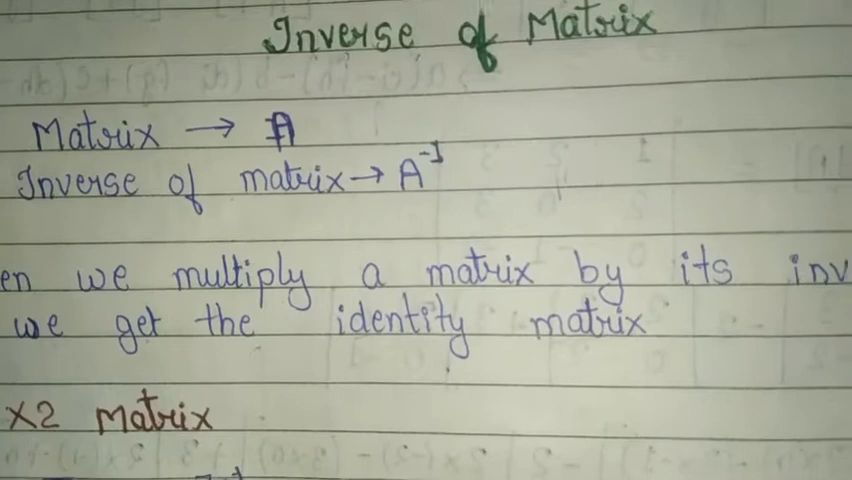 Inverse of Matrix
Matrix → A
Inverse of matrix → A⁻¹
en we multiply a matrix by its inv
we get the identity matrix
x2 Matrix